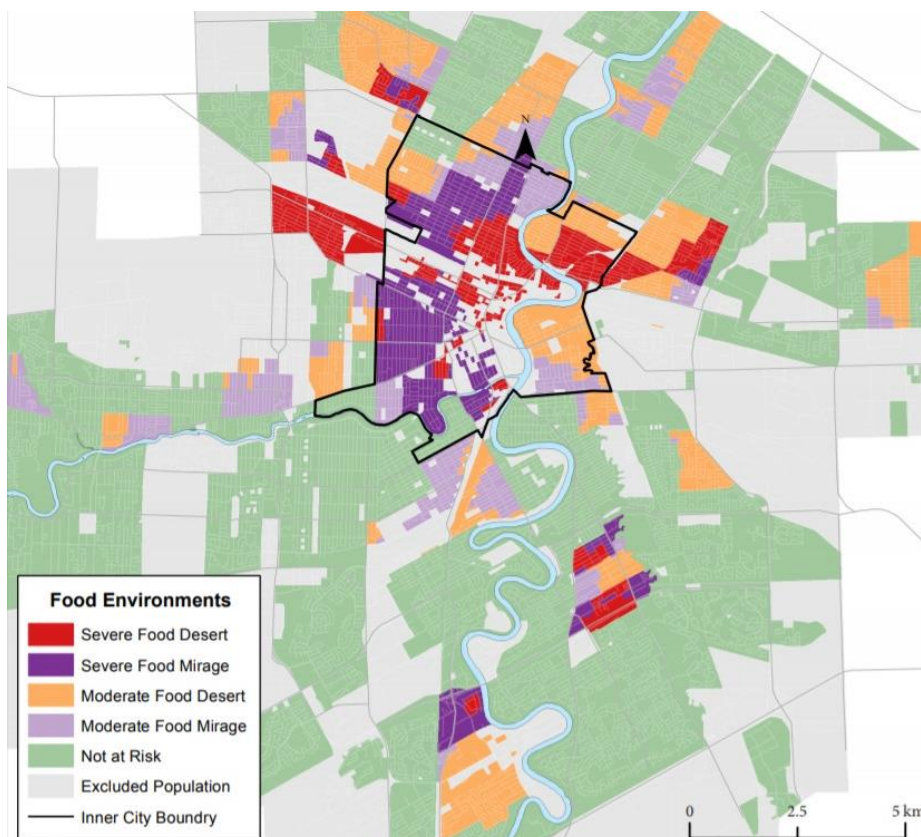 N
Food Environments
Severe Food Desert
Severe Food Mirage
Moderate Food Desert
Moderate Food Mirage
Not at Risk
Excluded Population
Inner City Boundry
0 2.5 5 km